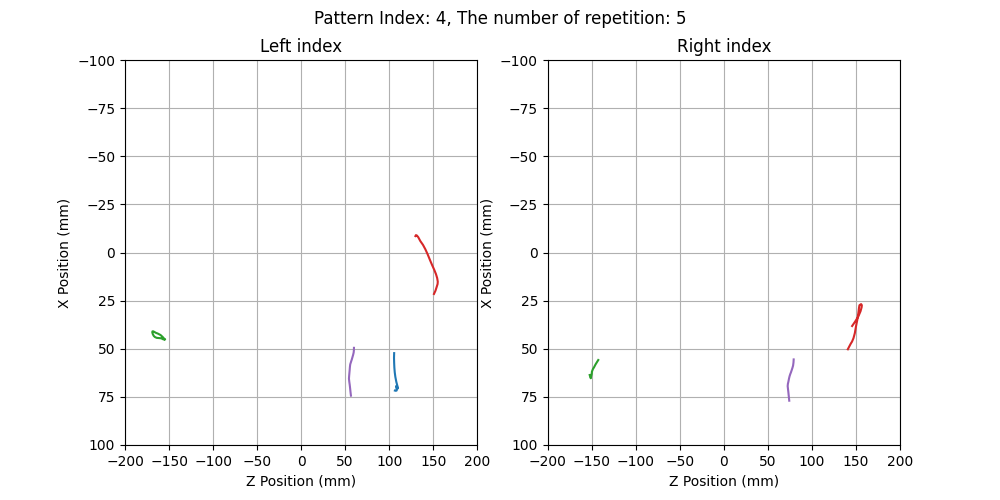 Pattern Index: 4, The number of repetition: 5
Left index
Right index
−100
−75
−50
−25
0
25
50
75
100
X Position (mm)
−200 −150 −100 −50 0 50 100 150 200
Z Position (mm)
−100
−75
−50
−25
0
25
50
75
100
X Position (mm)
−200 −150 −100 −50 0 50 100 150 200
Z Position (mm)